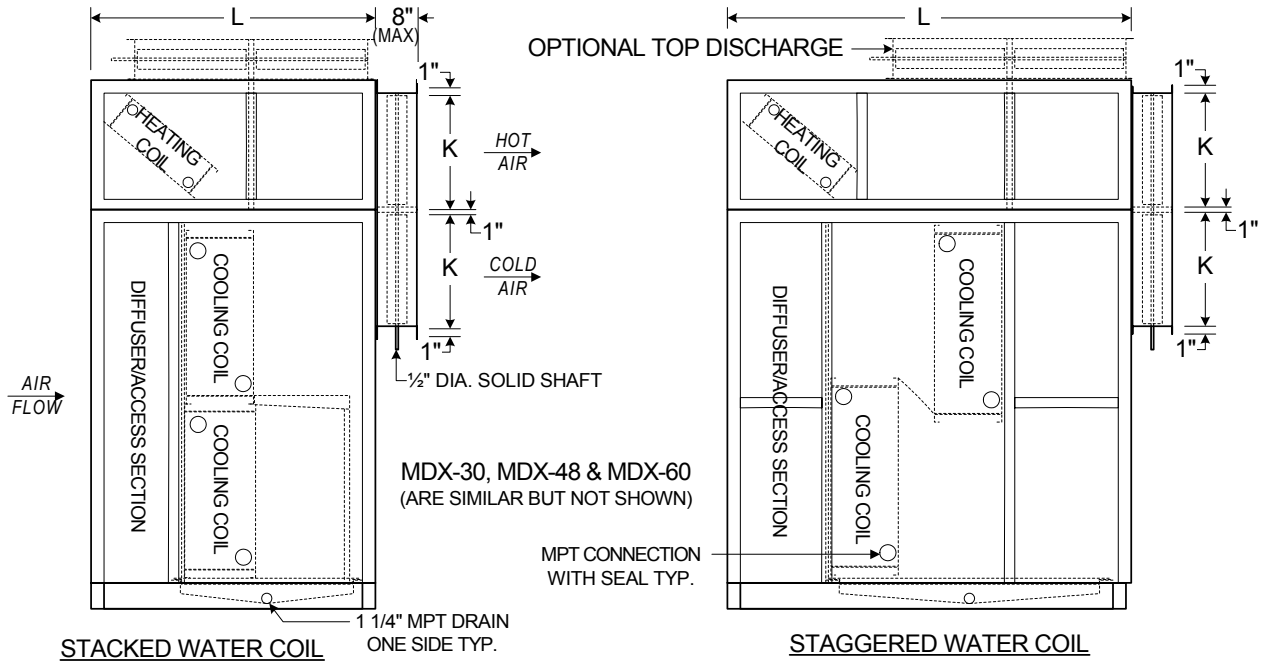 L
8"
(MAX)
1"
K
HOT
AIR
1"
K
COLD
AIR
1"
½" DIA. SOLID SHAFT
HEATING
COIL
COOLING COIL
COOLING COIL
DIFFUSER/ACCESS SECTION
AIR
FLOW
1 1/4" MPT DRAIN
ONE SIDE TYP.
STACKED WATER COIL
MDX-30, MDX-48 & MDX-60
(ARE SIMILAR BUT NOT SHOWN)
OPTIONAL TOP DISCHARGE
L
1"
K
1"
K
1"
HEATING
COIL
COOLING COIL
COOLING COIL
DIFFUSER/ACCESS SECTION
MPT CONNECTION
WITH SEAL TYP.
STAGGERED WATER COIL